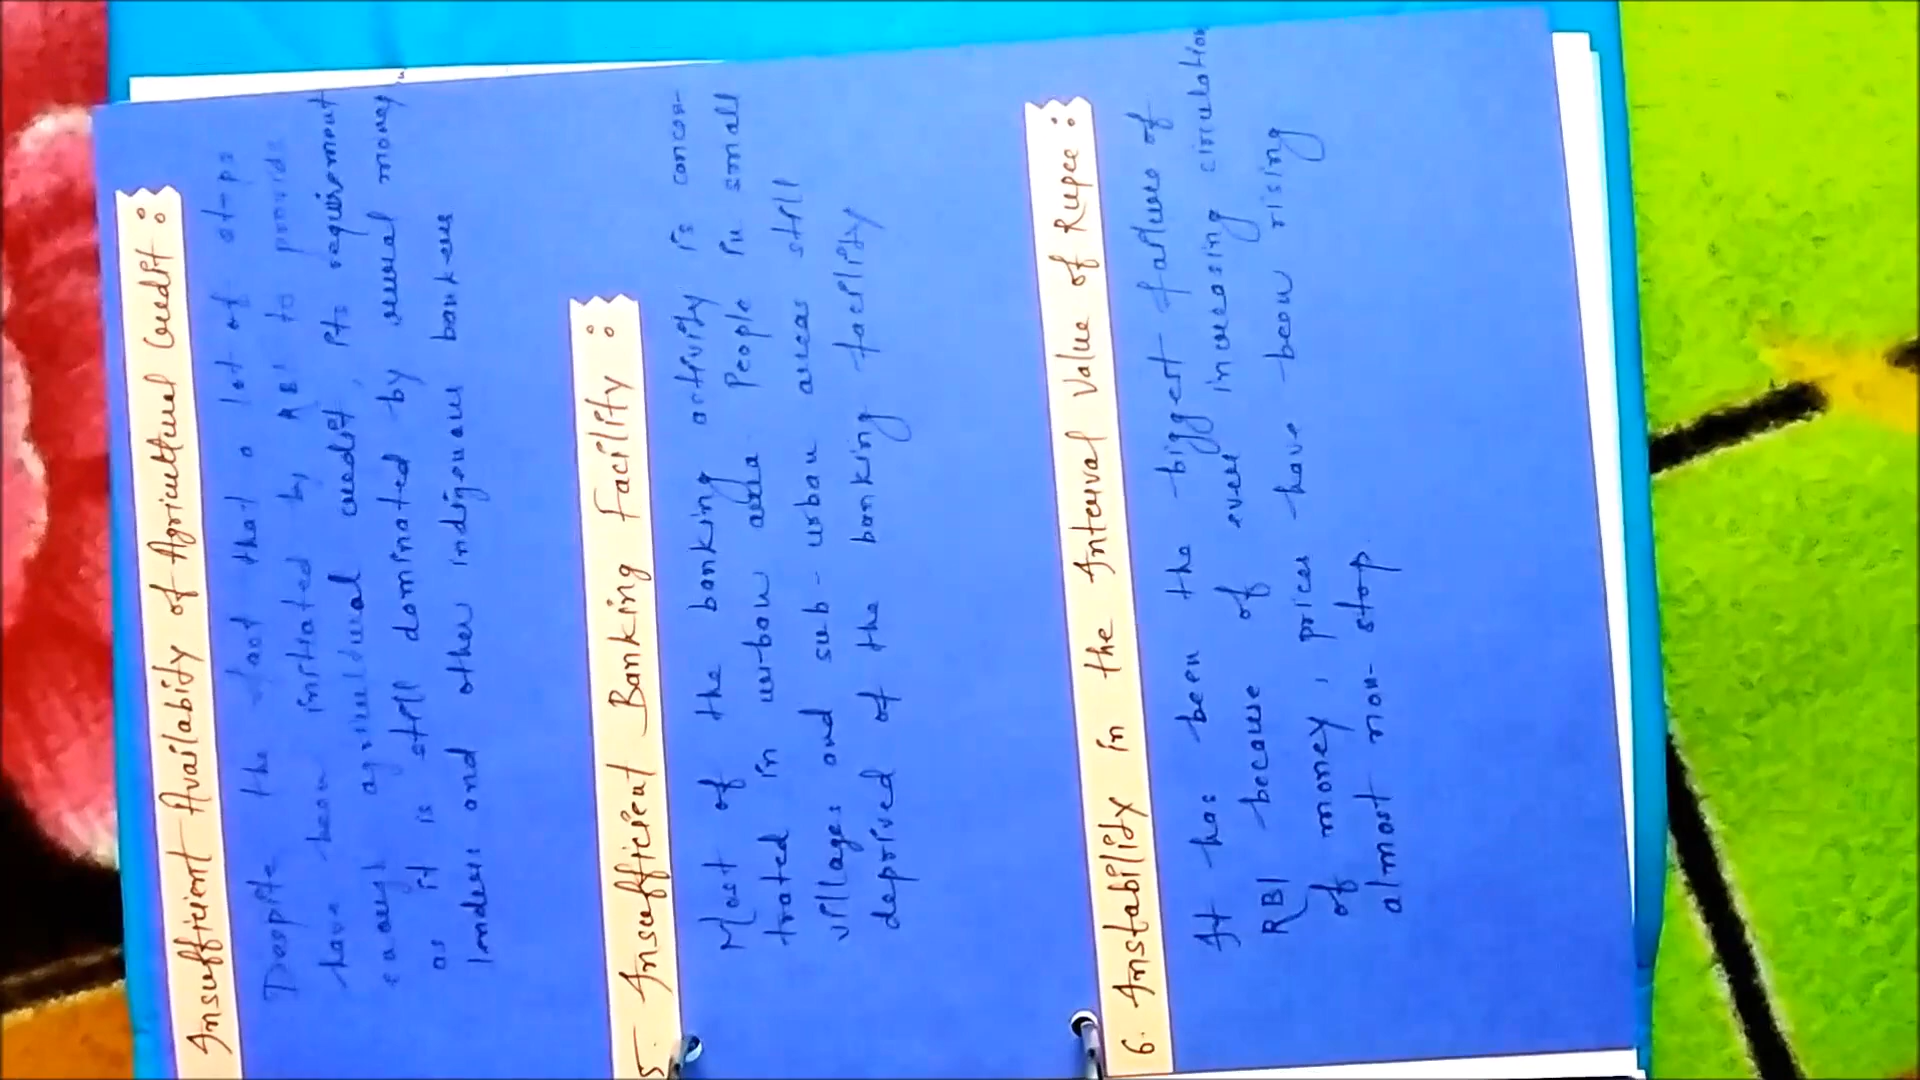 Insufficient Availability of Agricultural Credit :
Despite the fact that a lot of steps
have been initiated by RBI to provide
enough agricultural credit, its requirement
as it is still dominated by rural money
lenders and other indigenous bankers
5. Insufficient Banking Facility :
Most of the banking activity is concen-
trated in urban area. People in small
villages and sub-urban areas still
deprived of the banking facility
6. Instability in the Interval Value of Rupee :
It has been the biggest failure of
RBI because of ever increasing circulation
of money, prices have been rising
almost non-stop.